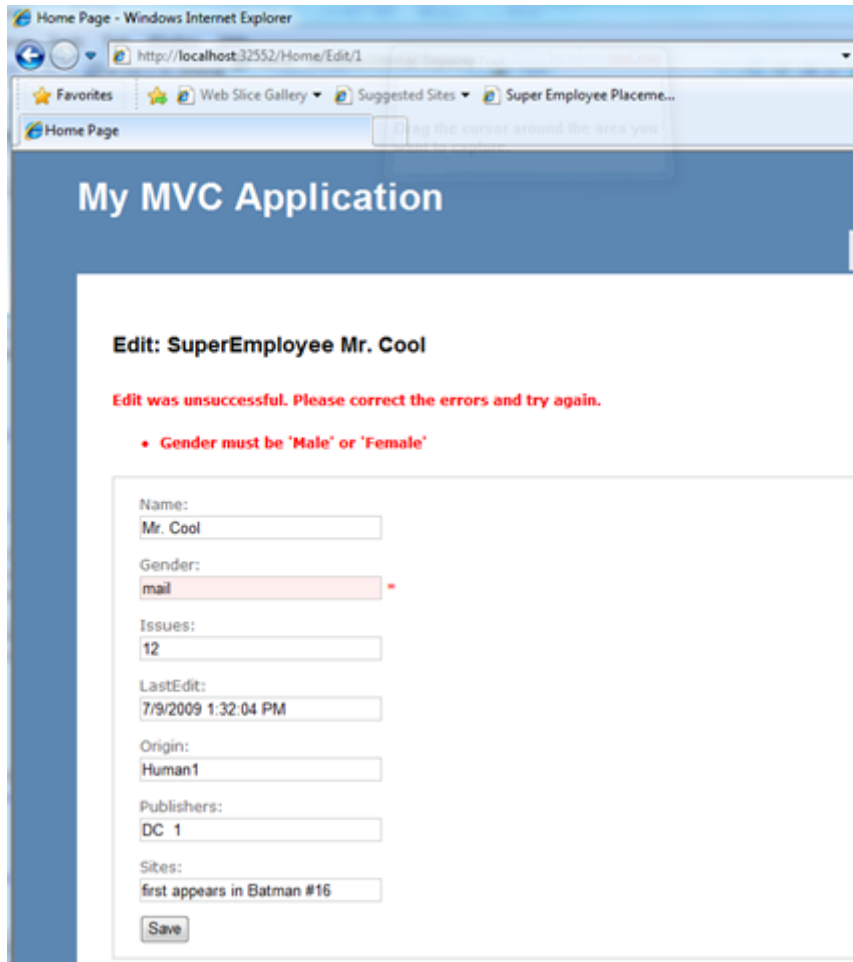 Home Page - Windows Internet Explorer
http://localhost:32552/Home/Edit/1
Favorites Web Slice Gallery Suggested Sites Super Employee Placeme...
Home Page
Drag the cursor around the area you
want to capture.
My MVC Application
Edit: SuperEmployee Mr. Cool
Edit was unsuccessful. Please correct the errors and try again.
• Gender must be 'Male' or 'Female'
Name:
Mr. Cool
Gender:
mail *
Issues:
12
LastEdit:
7/9/2009 1:32:04 PM
Origin:
Human1
Publishers:
DC 1
Sites:
first appears in Batman #16
Save